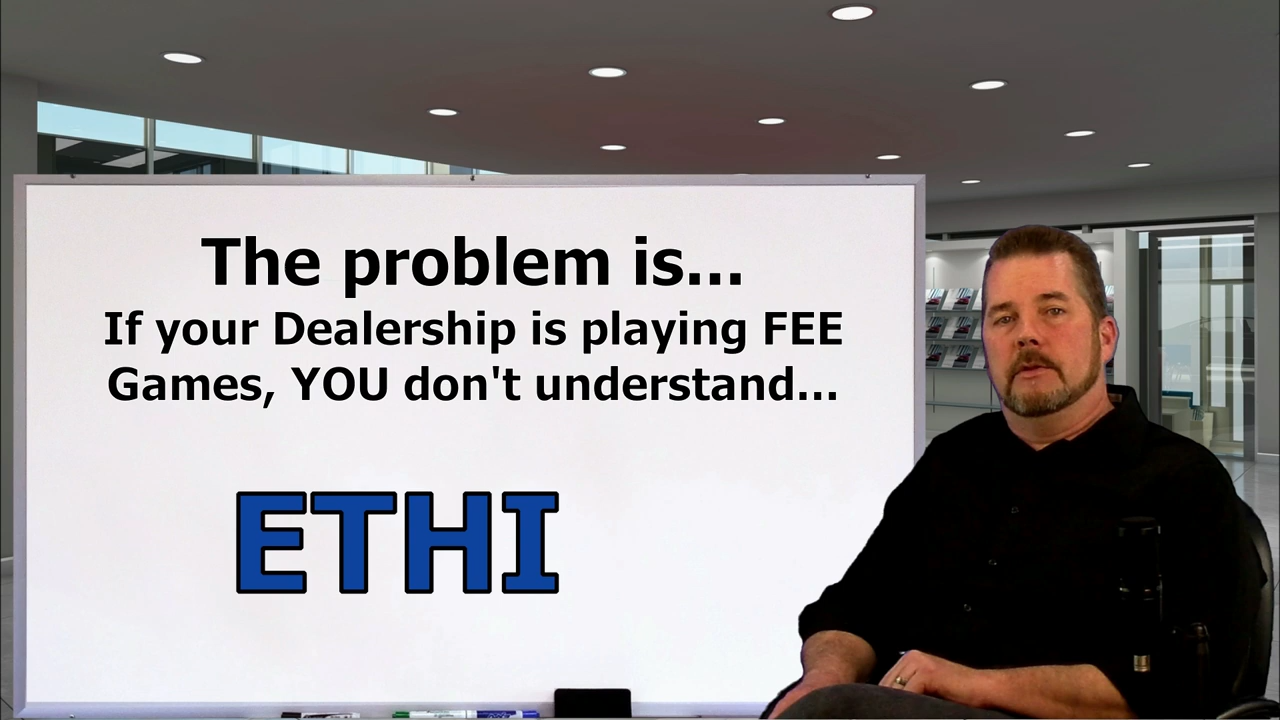 The problem is...
If your Dealership is playing FEE
Games, YOU don't understand...
ETHI